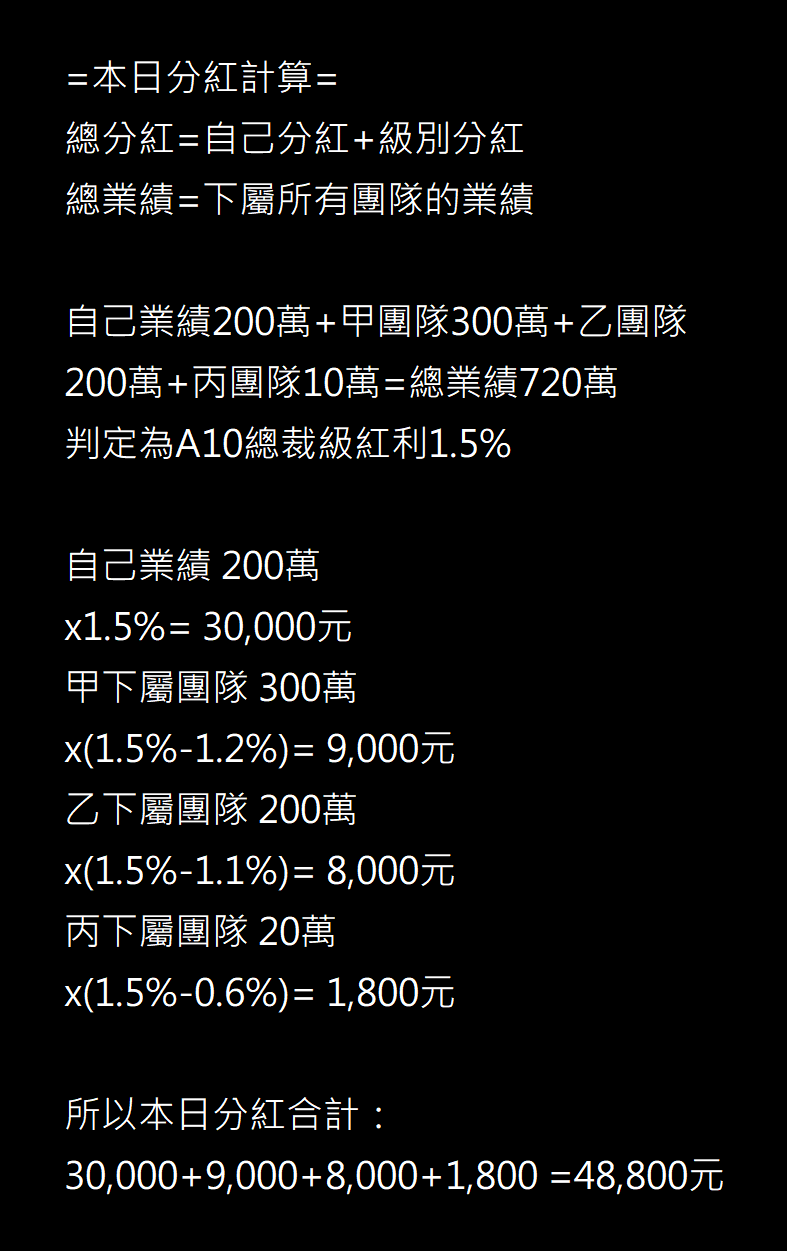 =本日分紅計算=
總分紅=自己分紅+級別分紅
總業績=下屬所有團隊的業績
自己業績200萬+甲團隊300萬+乙團隊
200萬+丙團隊10萬=總業績720萬
判定為A10總裁級紅利1.5%
自己業績 200萬
x1.5%= 30,000元
甲下屬團隊 300萬
x(1.5%-1.2%)= 9,000元
乙下屬團隊 200萬
x(1.5%-1.1%)= 8,000元
丙下屬團隊 20萬
x(1.5%-0.6%)= 1,800元
所以本日分紅合計：
30,000+9,000+8,000+1,800 =48,800元